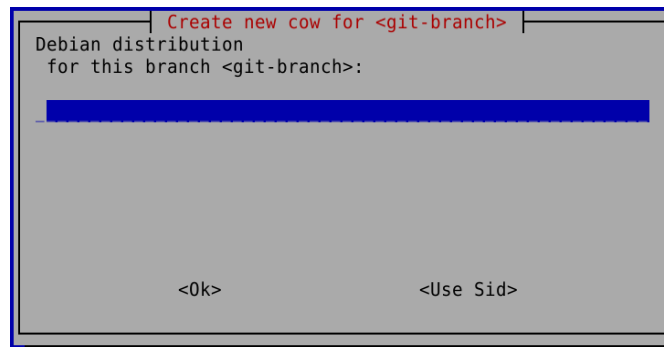 Create new cow for <git-branch>
Debian distribution
for this branch <git-branch>:
<Ok> <Use Sid>